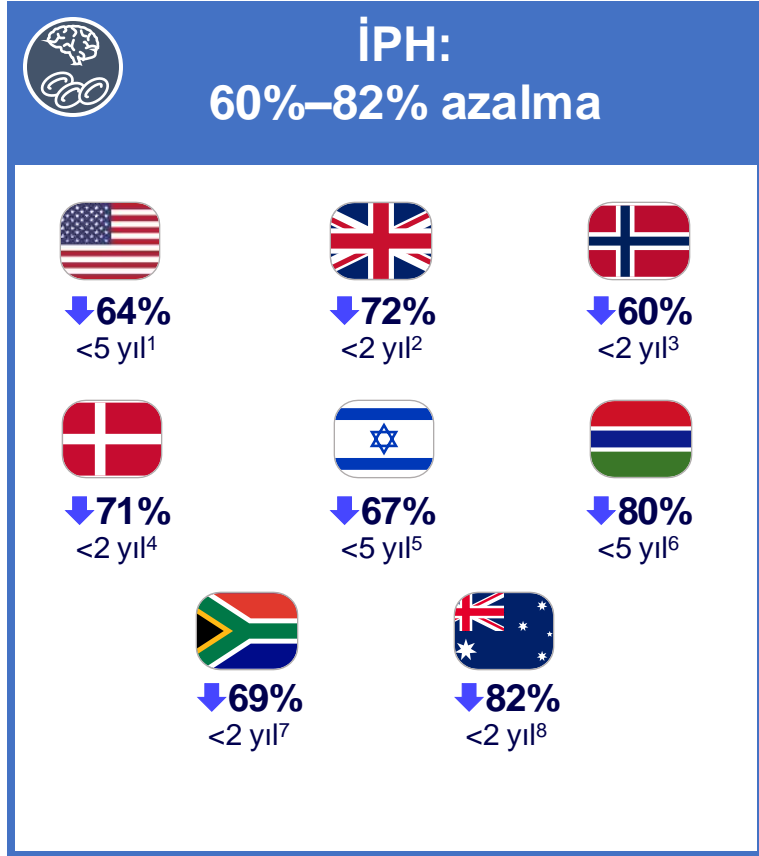 İPH:
60%–82% azalma
64% 72% 60%
<5 yıl¹ <2 yıl² <2 yıl³
71% 67% 80%
<2 yıl⁴ <5 yıl⁵ <5 yıl⁶
69% 82%
<2 yıl⁷ <2 yıl⁸